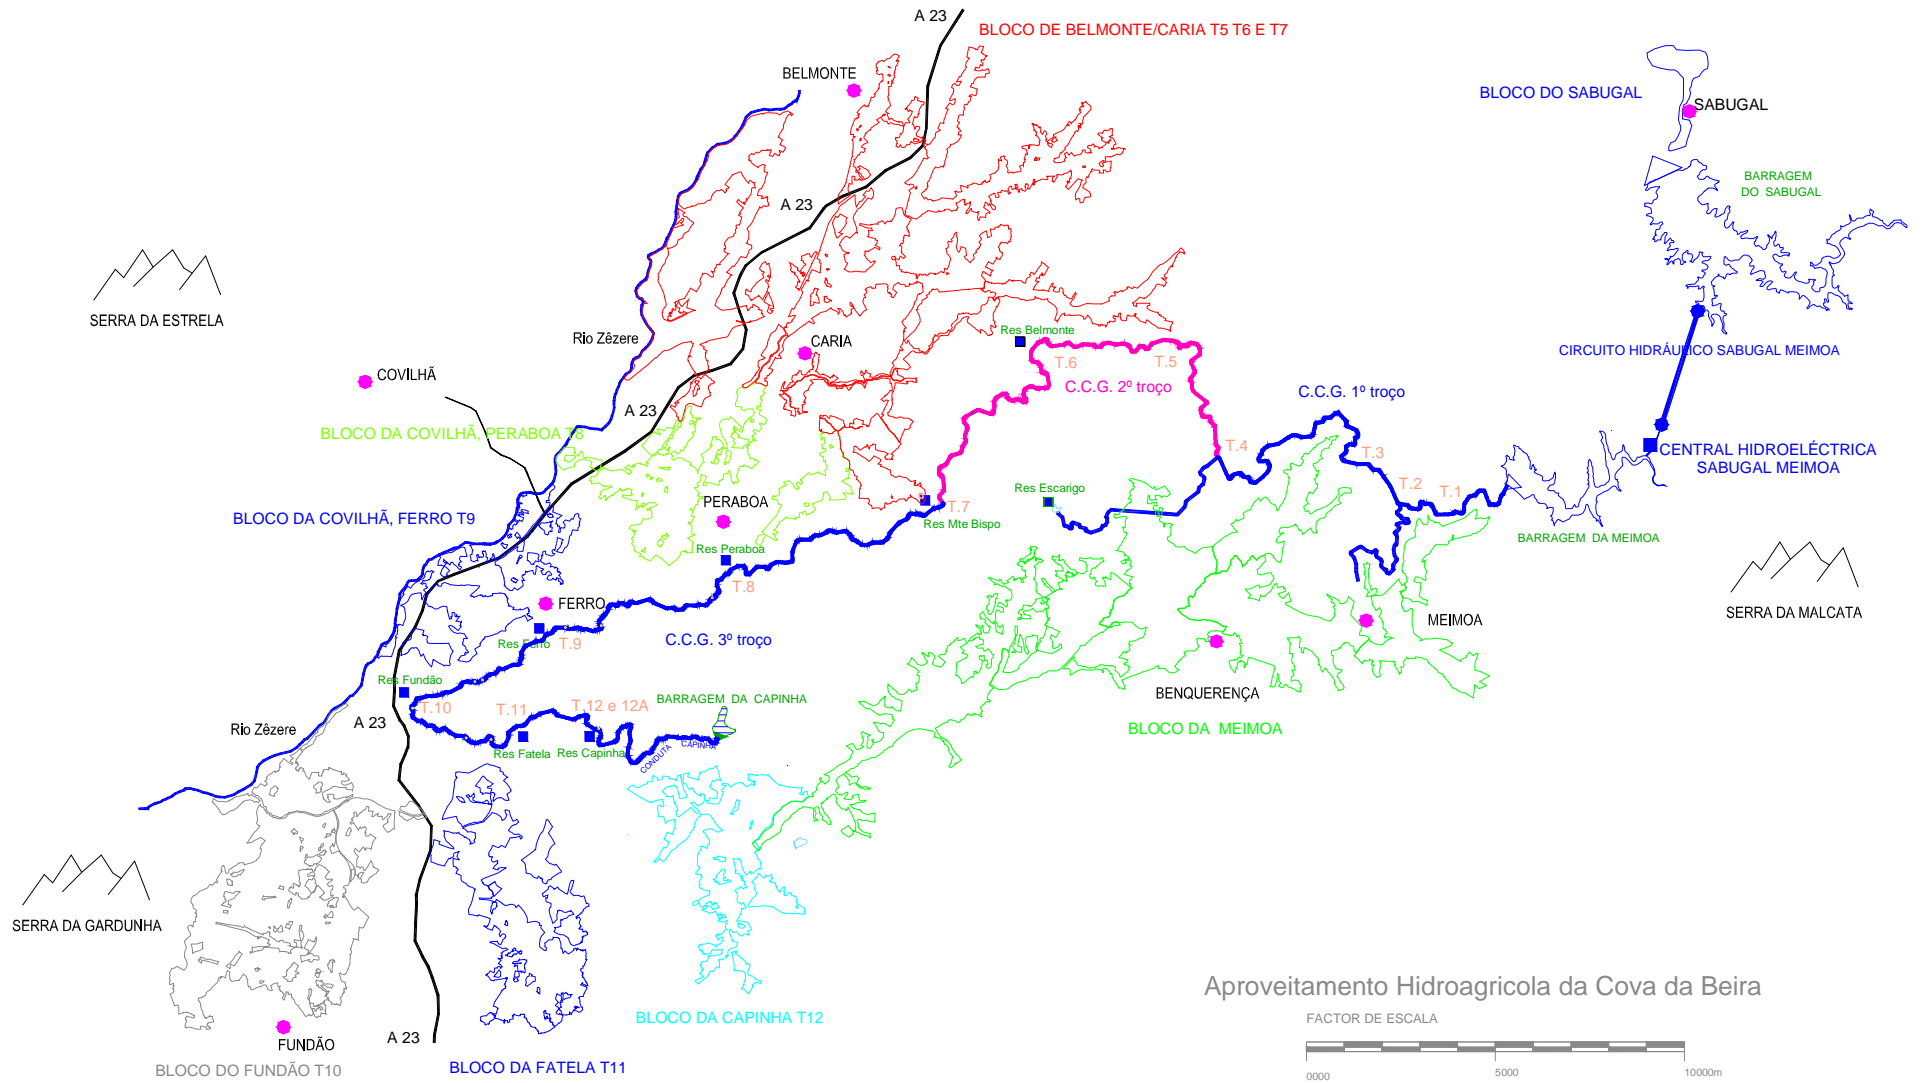 A 23
BLOCO DE BELMONTE/CARIA T5 T6 E T7
BELMONTE
BLOCO DO SABUGAL
SABUGAL
BARRAGEM
DO SABUGAL
A 23
SERRA DA ESTRELA
Rio Zêzere
CARIA
Res Belmonte
T.6
T.5
CIRCUITO HIDRÁULICO SABUGAL MEIMOA
COVILHÃ
C.C.G. 2º troço
C.C.G. 1º troço
A 23
BLOCO DA COVILHÃ, PERABOA T8
T.4
T.3
CENTRAL HIDROELÉCTRICA
SABUGAL MEIMOA
T.2
T.1
Res Escarigo
PERABOA
T.7
Res Mte Bispo
BLOCO DA COVILHÃ, FERRO T9
BARRAGEM DA MEIMOA
Res Peraboa
T.8
FERRO
SERRA DA MALCATA
MEIMOA
Res Ferro
T.9
C.C.G. 3º troço
Res Fundão
BENQUERENÇA
BARRAGEM DA CAPINHA
T.10
T.11
T.12 e 12A
A 23
Rio Zêzere
BLOCO DA MEIMOA
Res Fatela
Res Capinha
CONDUTA
CAPINHA
SERRA DA GARDUNHA
Aproveitamento Hidroagricola da Cova da Beira
BLOCO DA CAPINHA T12
FACTOR DE ESCALA
A 23
FUNDÃO
BLOCO DO FUNDÃO T10
BLOCO DA FATELA T11
0000
5000
10000m